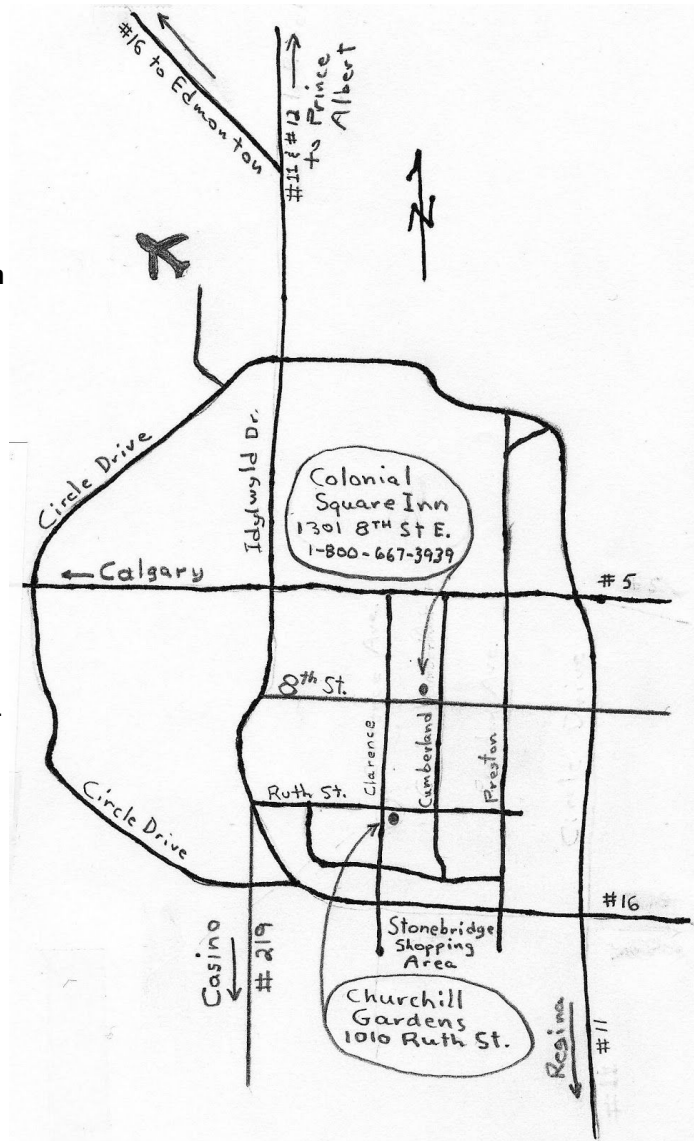 #16 to Edmonton
#11 & #12
to Prince
Albert
N
Circle Drive
Idylwyld Dr.
Colonial
Square Inn
1301 8TH St E.
1-800-667-3939
← Calgary
#5
8th St.
Clarence
Cumberland
Preston
Ruth St.
Circle Drive
#16
Casino
#219
Stonebridge
Shopping
Area
Churchill
Gardens
1010 Ruth St.
Regina
#11